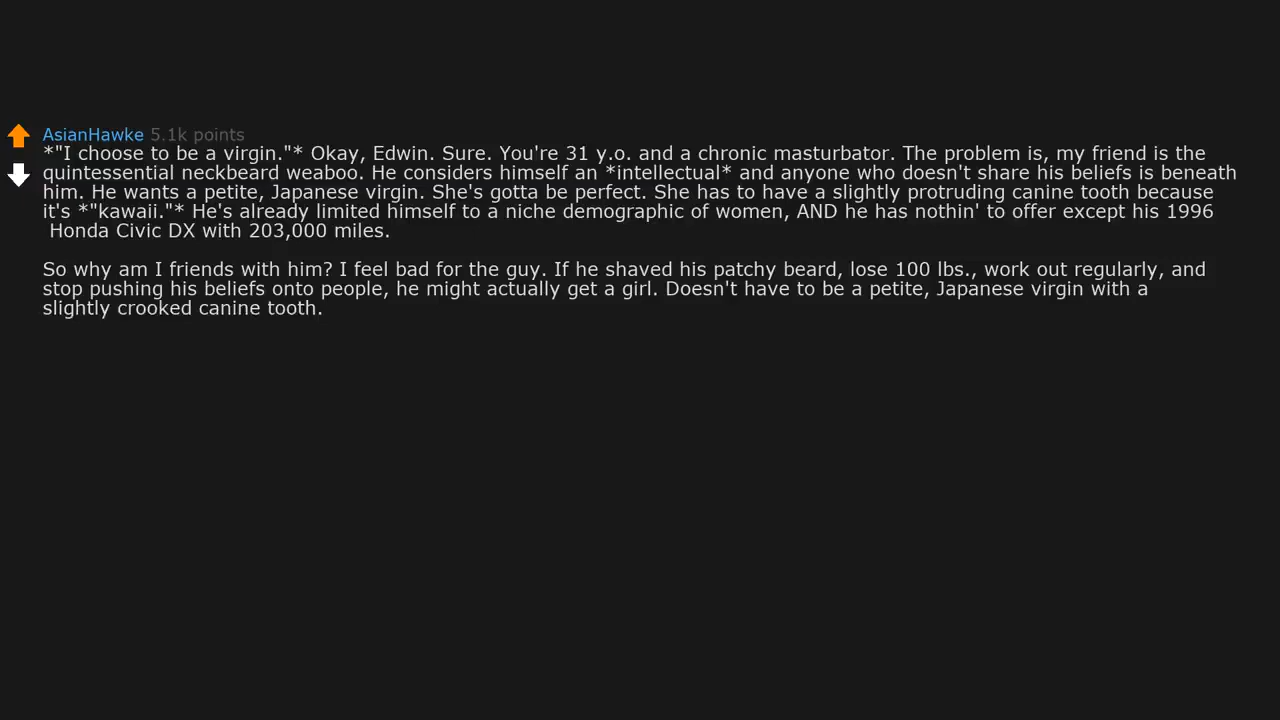 AsianHawke 5.1k points
*"I choose to be a virgin."* Okay, Edwin. Sure. You're 31 y.o. and a chronic masturbator. The problem is, my friend is the
quintessential neckbeard weaboo. He considers himself an *intellectual* and anyone who doesn't share his beliefs is beneath
him. He wants a petite, Japanese virgin. She's gotta be perfect. She has to have a slightly protruding canine tooth because
it's *"kawaii."* He's already limited himself to a niche demographic of women, AND he has nothin' to offer except his 1996
Honda Civic DX with 203,000 miles.
So why am I friends with him? I feel bad for the guy. If he shaved his patchy beard, lose 100 lbs., work out regularly, and
stop pushing his beliefs onto people, he might actually get a girl. Doesn't have to be a petite, Japanese virgin with a
slightly crooked canine tooth.